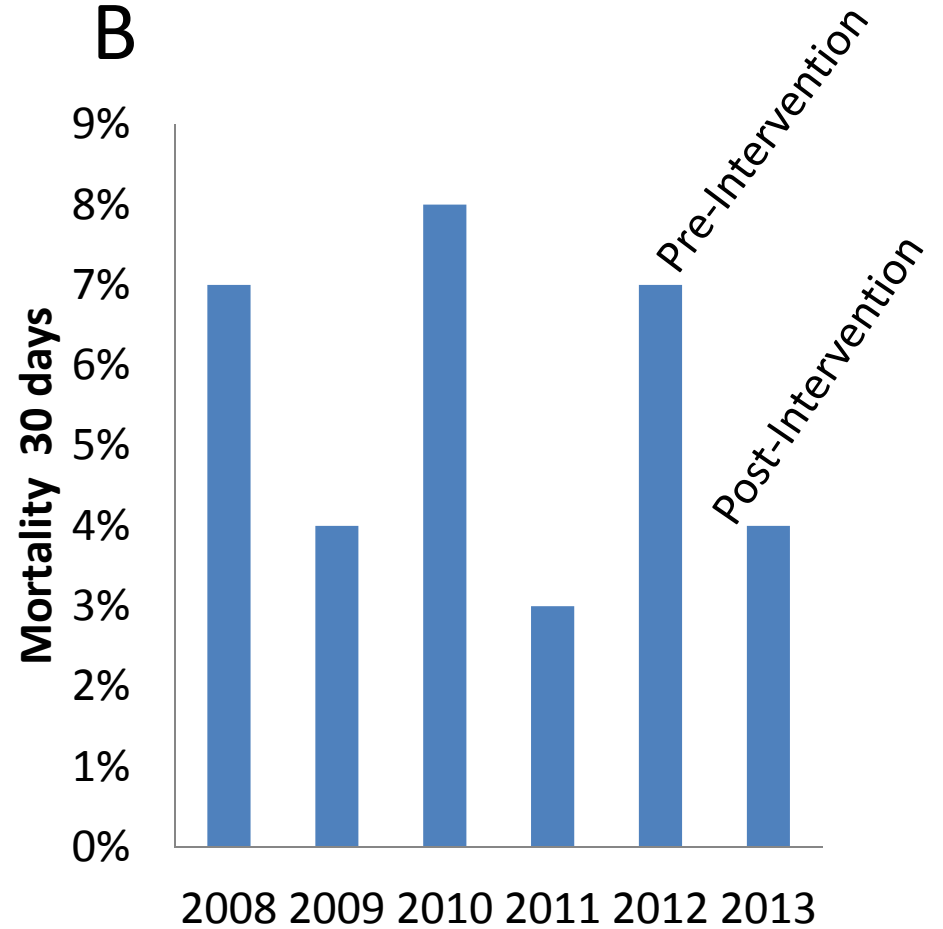 B
9%
8%
7%
6%
5%
4%
3%
2%
1%
0%
Mortality 30 days
Pre-Intervention
Post-Intervention
2008 2009 2010 2011 2012 2013